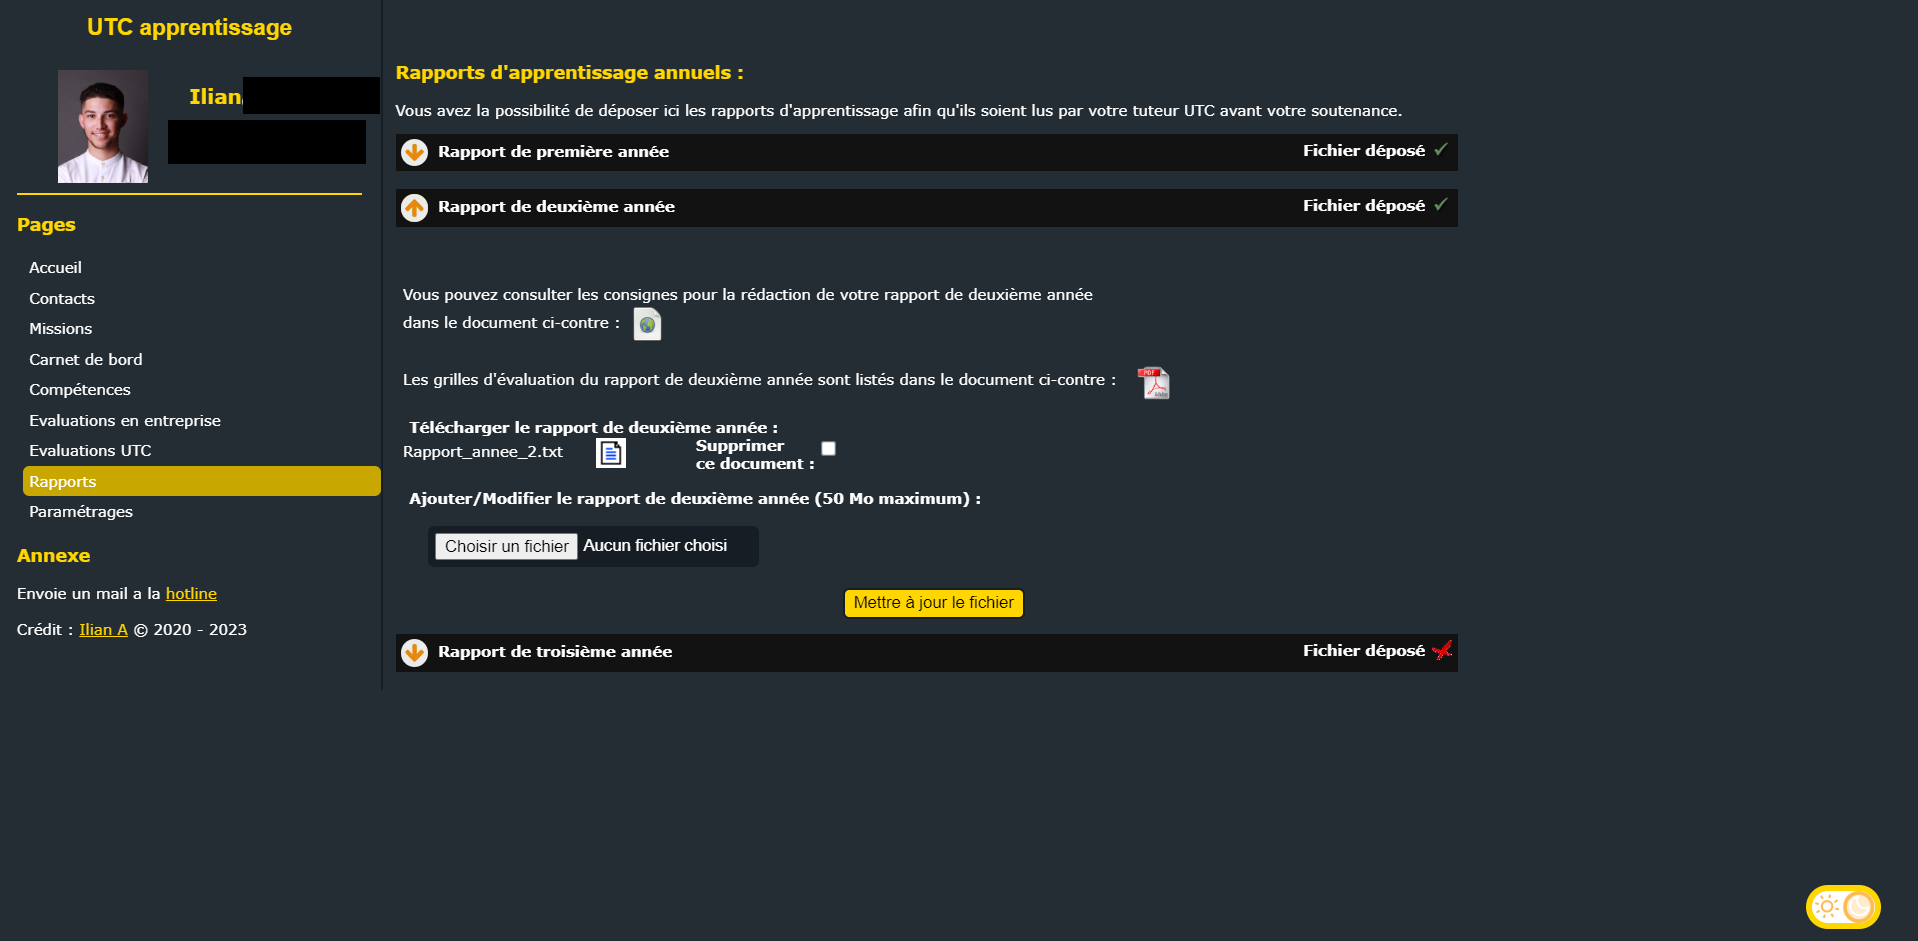 UTC apprentissage
Ilian
Pages
Accueil
Contacts
Missions
Carnet de bord
Compétences
Evaluations en entreprise
Evaluations UTC
Rapports
Paramétrages
Annexe
Envoie un mail a la hotline
Crédit : Ilian A © 2020 - 2023
Rapports d'apprentissage annuels :
Vous avez la possibilité de déposer ici les rapports d'apprentissage afin qu'ils soient lus par votre tuteur UTC avant votre soutenance.
Rapport de première année Fichier déposé
Rapport de deuxième année Fichier déposé
Vous pouvez consulter les consignes pour la rédaction de votre rapport de deuxième année
dans le document ci-contre :
Les grilles d'évaluation du rapport de deuxième année sont listés dans le document ci-contre :
PDF
Télécharger le rapport de deuxième année :
Rapport_annee_2.txt
Supprimer
ce document :
Ajouter/Modifier le rapport de deuxième année (50 Mo maximum) :
Choisir un fichier Aucun fichier choisi
Mettre à jour le fichier
Rapport de troisième année Fichier déposé